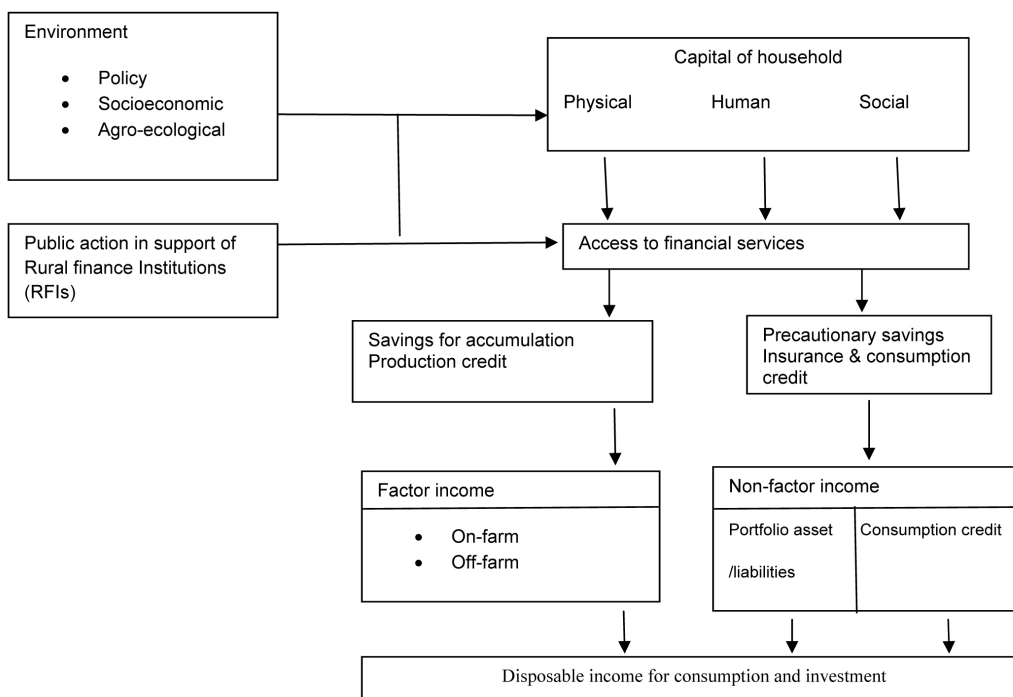 Environment
• Policy
• Socioeconomic
• Agro-ecological
Capital of household
Physical Human Social
Public action in support of
Rural finance Institutions
(RFIs)
Access to financial services
Savings for accumulation
Production credit
Precautionary savings
Insurance & consumption
credit
Factor income
• On-farm
• Off-farm
Non-factor income
Portfolio asset
/liabilities
Consumption credit
Disposable income for consumption and investment